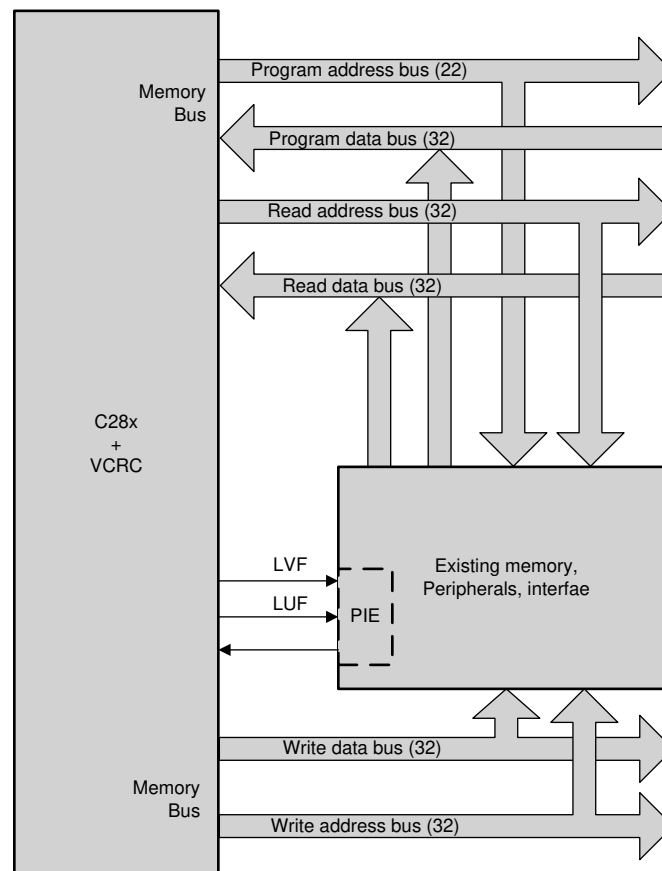 Program address bus (22)
Memory
Bus
Program data bus (32)
Read address bus (32)
Read data bus (32)
C28x
+
VCRC
Existing memory,
Peripherals, interfae
LVF
LUF
PIE
Write data bus (32)
Memory
Bus
Write address bus (32)